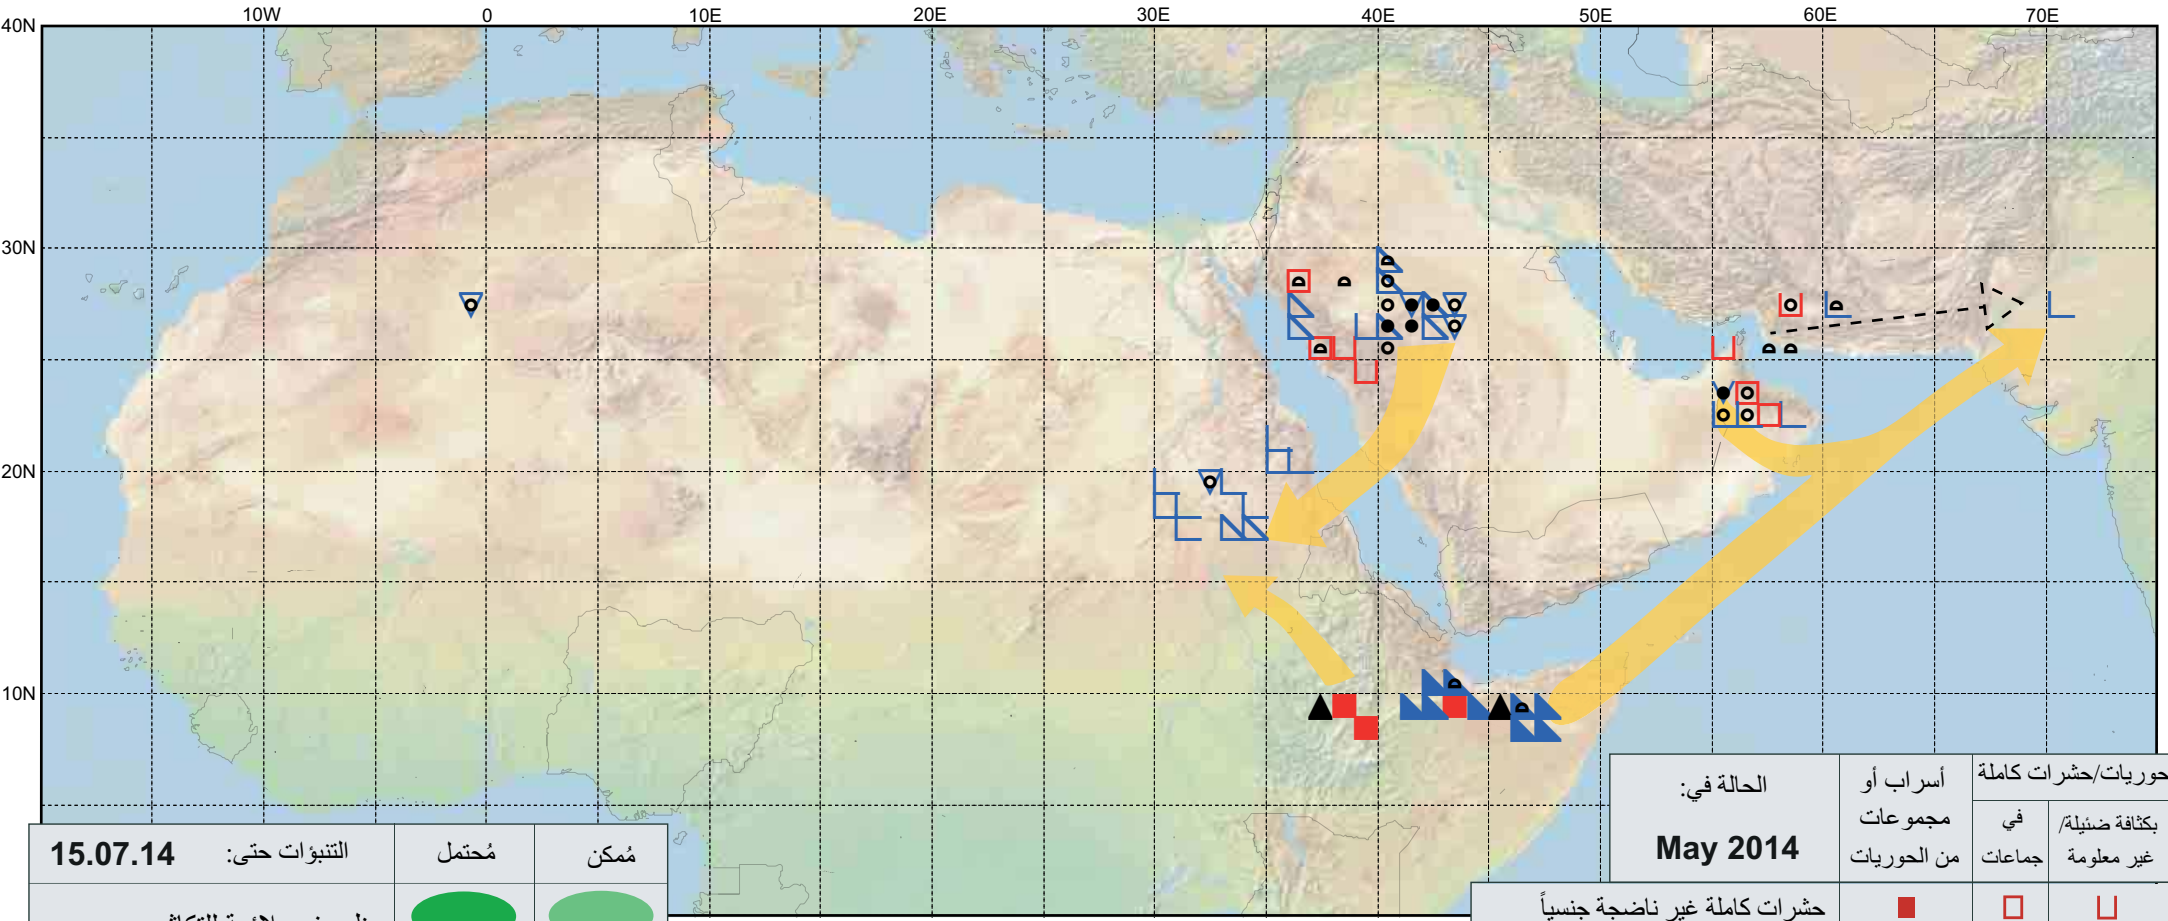 10W 0 10E 20E 30E 40E 50E 60E 70E
40N
30N
20N
10N
الحالة في:
May 2014
أسراب أو
مجموعات
من الحوريات
حوريات/حشرات كاملة
في
جماعات
بكثافة ضئيلة/
غير معلومة
حشرات كاملة غير ناضجة جنسياً
التنبؤات حتى:
15.07.14
مُحتمل
مُمكن